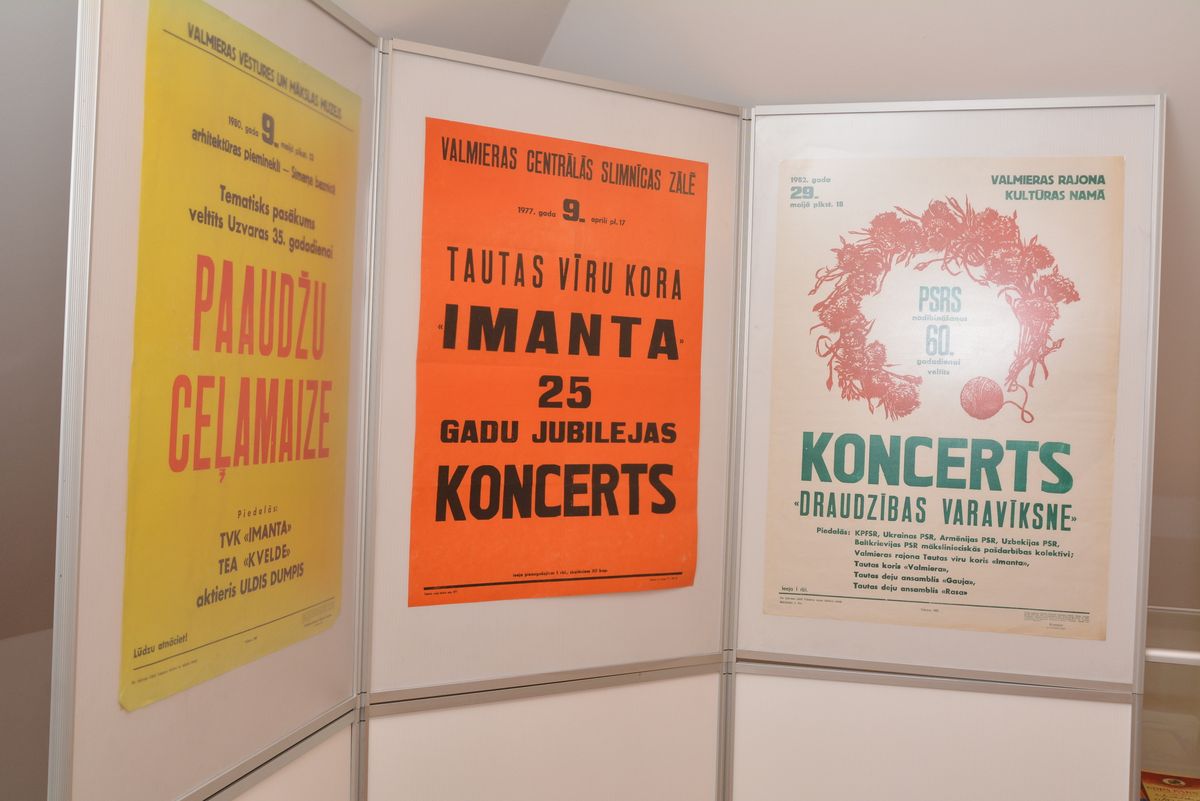 VALMIERAS VĒSTURES UN MĀKSLAS MUZEJS
1980. gada 9. maijā plkst. 13
arhitektūras piemineklī — Sīmaņa baznīcā
Tematisks pasākums
veltīts Uzvaras 35. gadadienai
PAAUDŽU
CEĻAMAIZE
Piedalās:
TVK «IMANTA»
TEA «KVELDE»
aktieris ULDIS DUMPIS
Lūdzu atnāciet!
VALMIERAS CENTRĀLĀS SLIMNĪCAS ZĀLĒ
1977. gada 9. aprīlī pl. 17
TAUTAS VĪRU KORA
«IMANTA»
25
GADU JUBILEJAS
KONCERTS
1982. gada
29.
maijā plkst. 18
VALMIERAS RAJONA
KULTŪRAS NAMĀ
PSRS
nodibināšanas
60.
gadadienai
veltīts
KONCERTS
«DRAUDZĪBAS VARAVĪKSNE»
Piedalās: KPFSR, Ukrainas PSR, Armēnijas PSR, Uzbekijas PSR,
Baltkrievijas PSR mākslinieciskās pašdarbības kolektīvi;
Valmieras rajona Tautas vīru koris «Imanta»,
Tautas koris «Valmiera»,
Tautas deju ansamblis «Gauja»,
Tautas deju ansamblis «Rasa»
Ieeja 1 rbl.